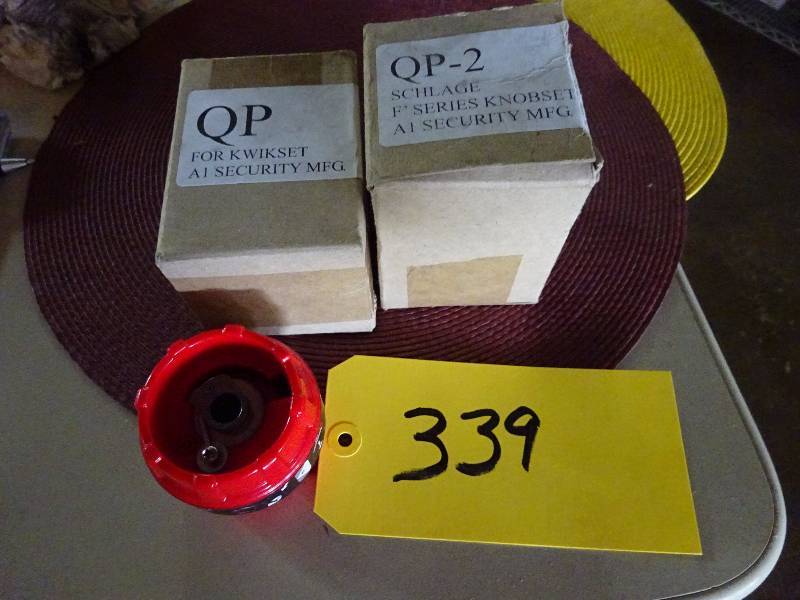 QP
FOR KWIKSET
A1 SECURITY MFG.
QP-2
SCHLAGE
F' SERIES KNOBSET
A1 SECURITY MFG.
339